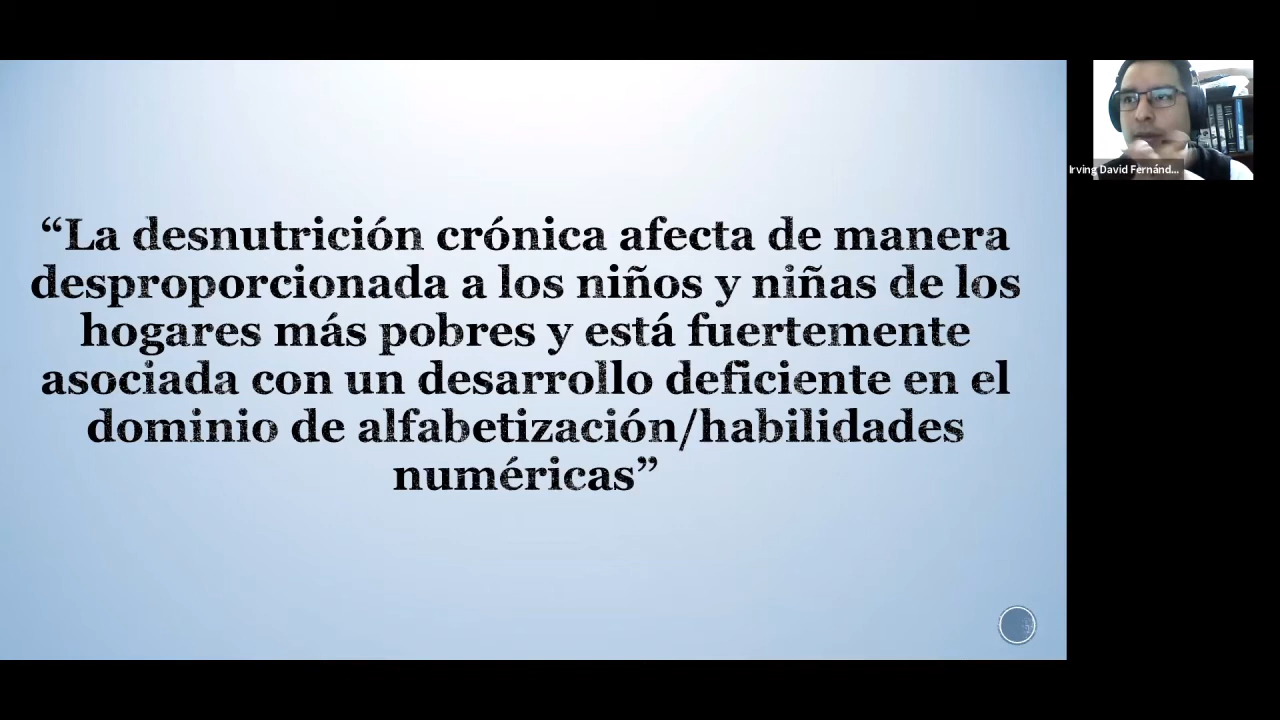 “La desnutrición crónica afecta de manera
desproporcionada a los niños y niñas de los
hogares más pobres y está fuertemente
asociada con un desarrollo deficiente en el
dominio de alfabetización/habilidades
numéricas”
Irving David Fernánd...